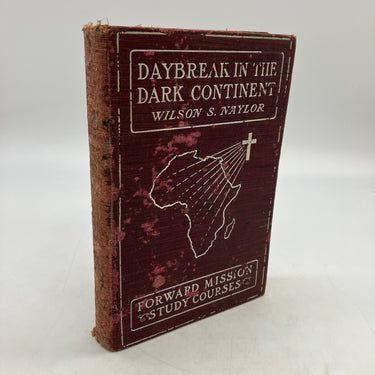 DAYBREAK IN THE
DARK CONTINENT
WILSON S. NAYLOR
FORWARD MISSION
STUDY COURSES